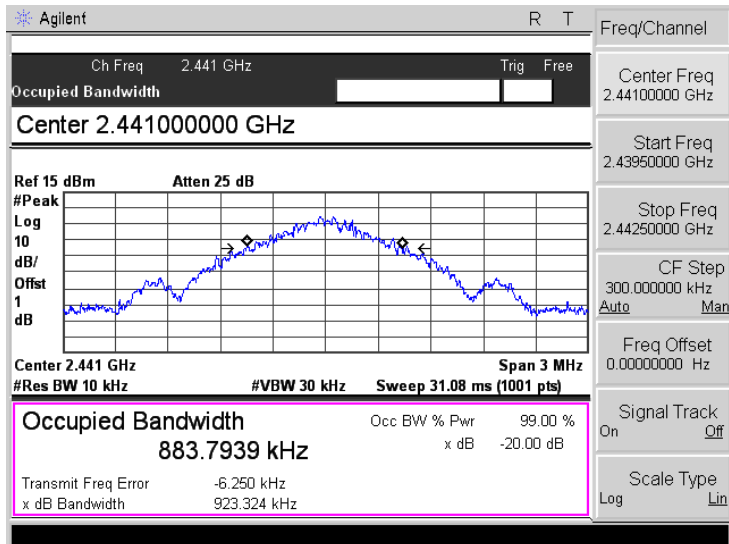 Agilent R T
Ch Freq 2.441 GHz Trig Free
Occupied Bandwidth
Center 2.441000000 GHz
Ref 15 dBm Atten 25 dB
#Peak
Log
10
dB/
Offst
1
dB
Center 2.441 GHz Span 3 MHz
#Res BW 10 kHz #VBW 30 kHz Sweep 31.08 ms (1001 pts)
Occupied Bandwidth Occ BW % Pwr 99.00 %
883.7939 kHz x dB -20.00 dB
Transmit Freq Error -6.250 kHz
x dB Bandwidth 923.324 kHz
Freq/Channel
Center Freq
2.44100000 GHz
Start Freq
2.43950000 GHz
Stop Freq
2.44250000 GHz
CF Step
300.000000 kHz
Auto Man
Freq Offset
0.00000000 Hz
Signal Track
On Off
Scale Type
Log Lin